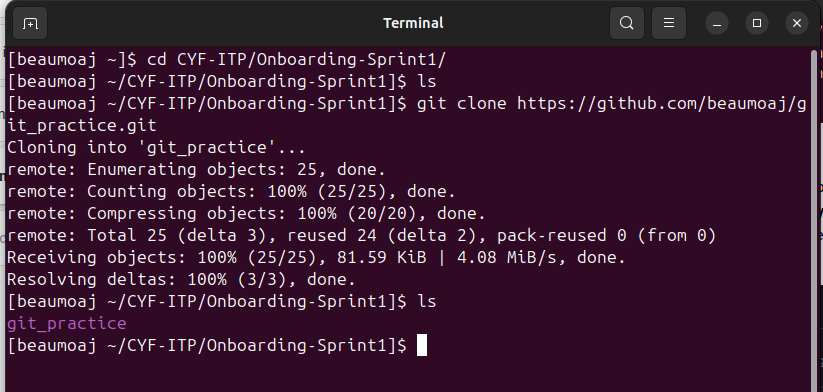 Terminal
[beaumoaj ~]$ cd CYF-ITP/Onboarding-Sprint1/
[beaumoaj ~/CYF-ITP/Onboarding-Sprint1]$ ls
[beaumoaj ~/CYF-ITP/Onboarding-Sprint1]$ git clone https://github.com/beaumoaj/g
it_practice.git
Cloning into 'git_practice'...
remote: Enumerating objects: 25, done.
remote: Counting objects: 100% (25/25), done.
remote: Compressing objects: 100% (20/20), done.
remote: Total 25 (delta 3), reused 24 (delta 2), pack-reused 0 (from 0)
Receiving objects: 100% (25/25), 81.59 KiB | 4.08 MiB/s, done.
Resolving deltas: 100% (3/3), done.
[beaumoaj ~/CYF-ITP/Onboarding-Sprint1]$ ls
git_practice
[beaumoaj ~/CYF-ITP/Onboarding-Sprint1]$